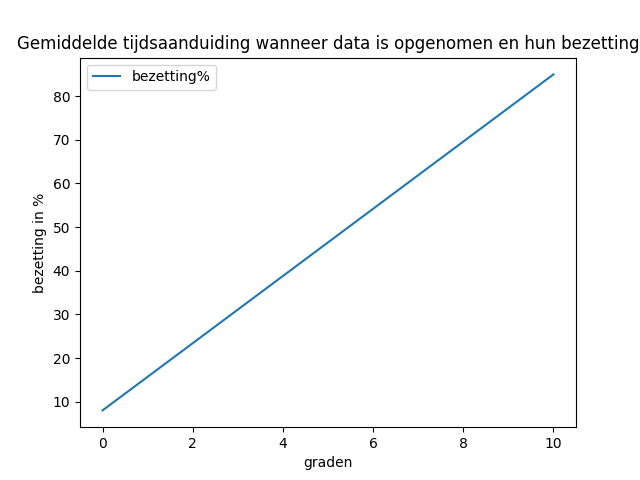 Gemiddelde tijdsaanduiding wanneer data is opgenomen en hun bezetting
bezetting%
80
70
60
50
40
30
20
10
bezetting in %
0 2 4 6 8 10
graden